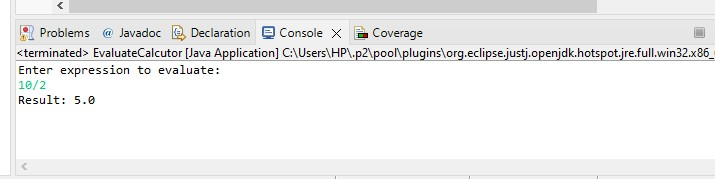 Problems @ Javadoc Declaration Console Coverage
<terminated> EvaluateCalcutor [Java Application] C:\Users\HP\.p2\pool\plugins\org.eclipse.justj.openjdk.hotspot.jre.full.win32.x86_
Enter expression to evaluate:
10/2
Result: 5.0